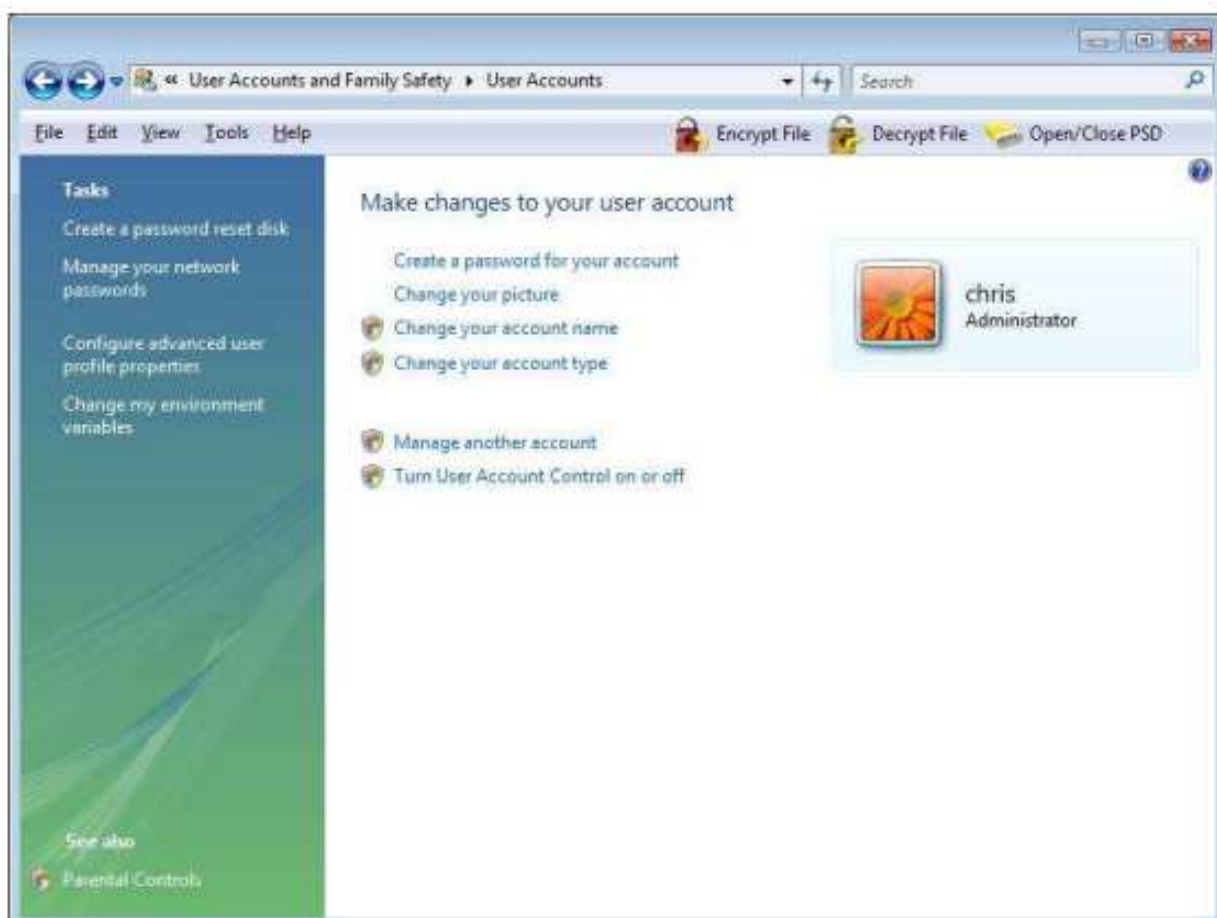 « User Accounts and Family Safety ▸ User Accounts
Search
File Edit View Tools Help
Encrypt File Decrypt File Open/Close PSD
Tasks
Create a password reset disk
Manage your network
passwords
Configure advanced user
profile properties
Change my environment
variables
See also
Parental Controls
Make changes to your user account
Create a password for your account
Change your picture
Change your account name
Change your account type
Manage another account
Turn User Account Control on or off
chris
Administrator